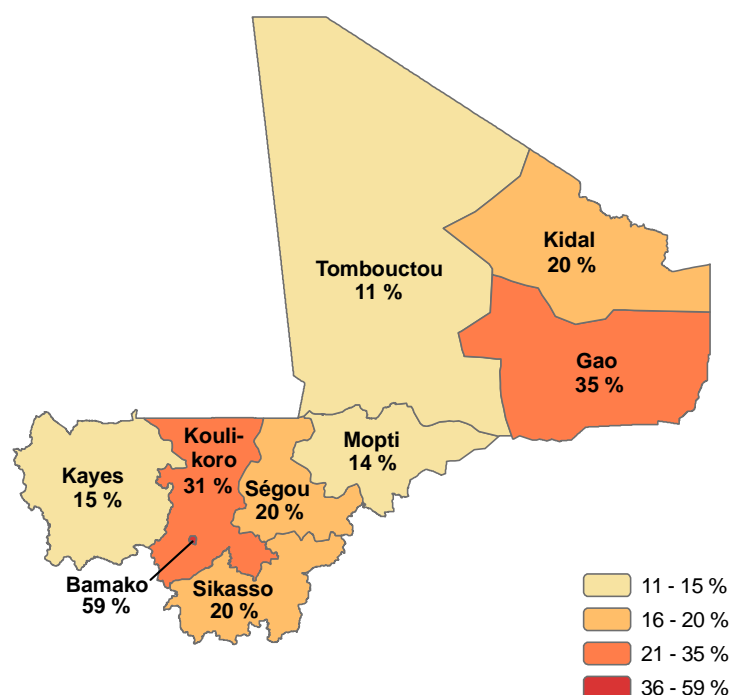 Kidal
20 %
Tombouctou
11 %
Gao
35 %
Kouli-
koro
31 %
Mopti
14 %
Kayes
15 %
Ségou
20 %
Bamako
59 %
Sikasso
20 %
11 - 15 %
16 - 20 %
21 - 35 %
36 - 59 %